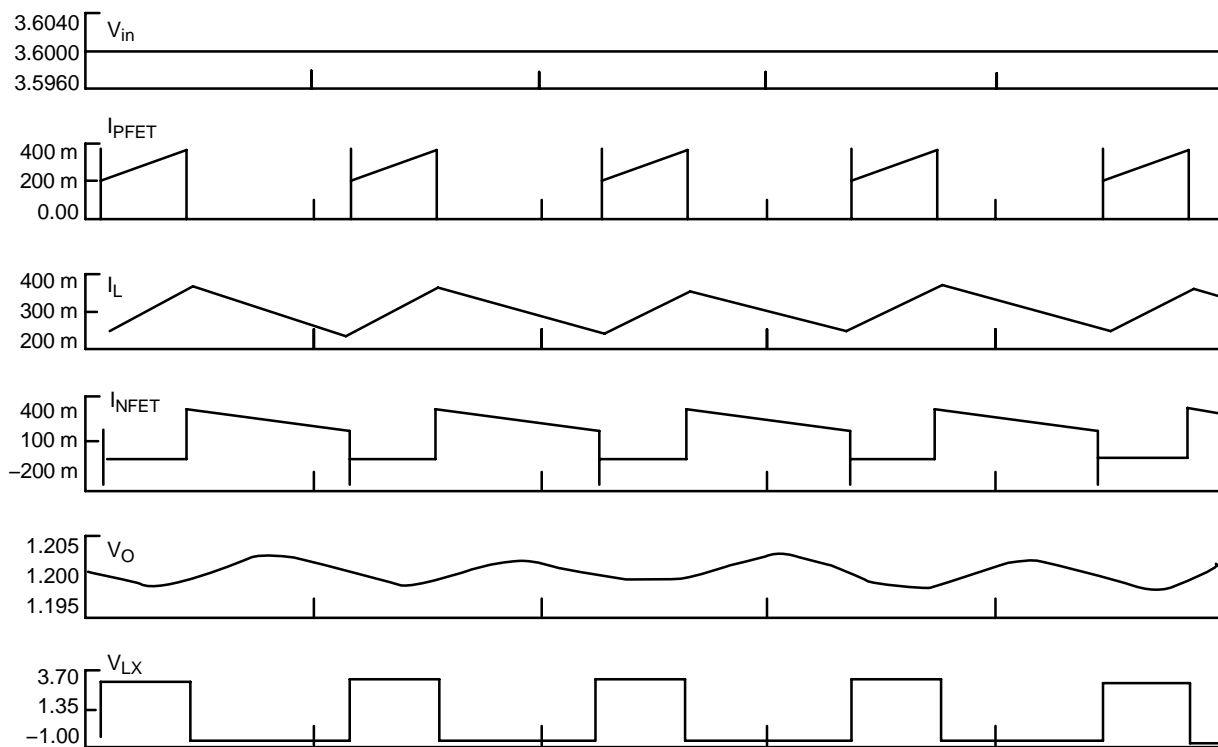 3.6040
V_in
3.6000
3.5960
I_PFET
400 m
200 m
0.00
400 m
I_L
300 m
200 m
I_NFET
400 m
100 m
–200 m
1.205
V_O
1.200
1.195
V_LX
3.70
1.35
–1.00